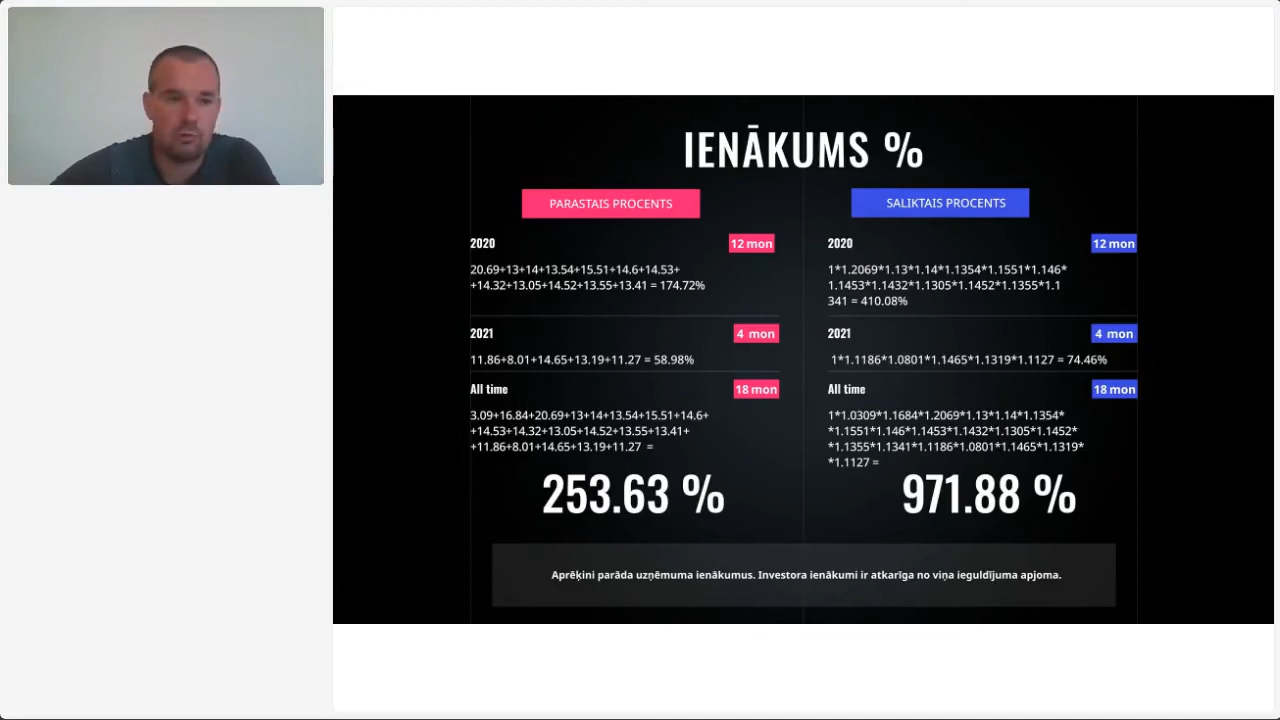 IENĀKUMS %
PARASTAIS PROCENTS
2020
12 mon
20.69+13+14+13.54+15.51+14.6+14.53+
+14.32+13.05+14.52+13.55+13.41 = 174.72%
2021
4 mon
11.86+8.01+14.65+13.19+11.27 = 58.98%
All time
18 mon
3.09+16.84+20.69+13+14+13.54+15.51+14.6+
+14.53+14.32+13.05+14.52+13.55+13.41+
+11.86+8.01+14.65+13.19+11.27 =
253.63 %
SALIKTAIS PROCENTS
2020
12 mon
1*1.2069*1.13*1.14*1.1354*1.1551*1.146*
1.1453*1.1432*1.1305*1.1452*1.1355*1.1
341 = 410.08%
2021
4 mon
1*1.1186*1.0801*1.1465*1.1319*1.1127 = 74.46%
All time
18 mon
1*1.0309*1.1684*1.2069*1.13*1.14*1.1354*
*1.1551*1.146*1.1453*1.1432*1.1305*1.1452*
*1.1355*1.1341*1.1186*1.0801*1.1465*1.1319*
*1.1127 =
971.88 %
Aprēķini parāda uzņēmuma ienākumus. Investora ienākumi ir atkarīga no viņa ieguldījuma apjoma.